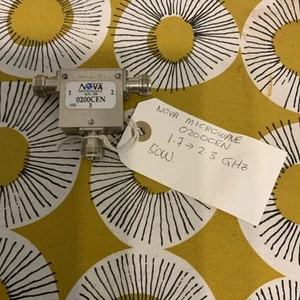 NOVA
1 2
0200CEN
3
NOVA MICROWAVE
0200CEN
1.7 → 2.3 GHz
50W.